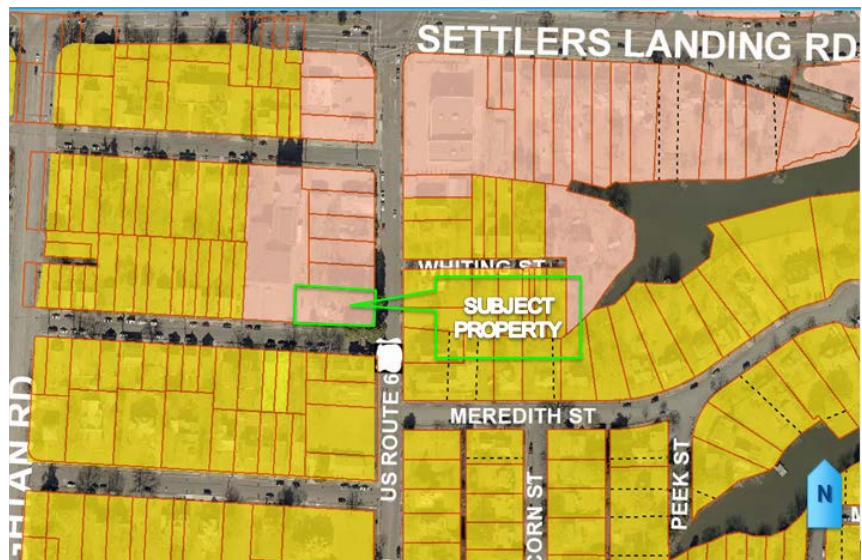 SETTLERS LANDING RD
WHITING ST
SUBJECT
PROPERTY
US ROUTE 6
MEREDITH ST
PEEK ST
N